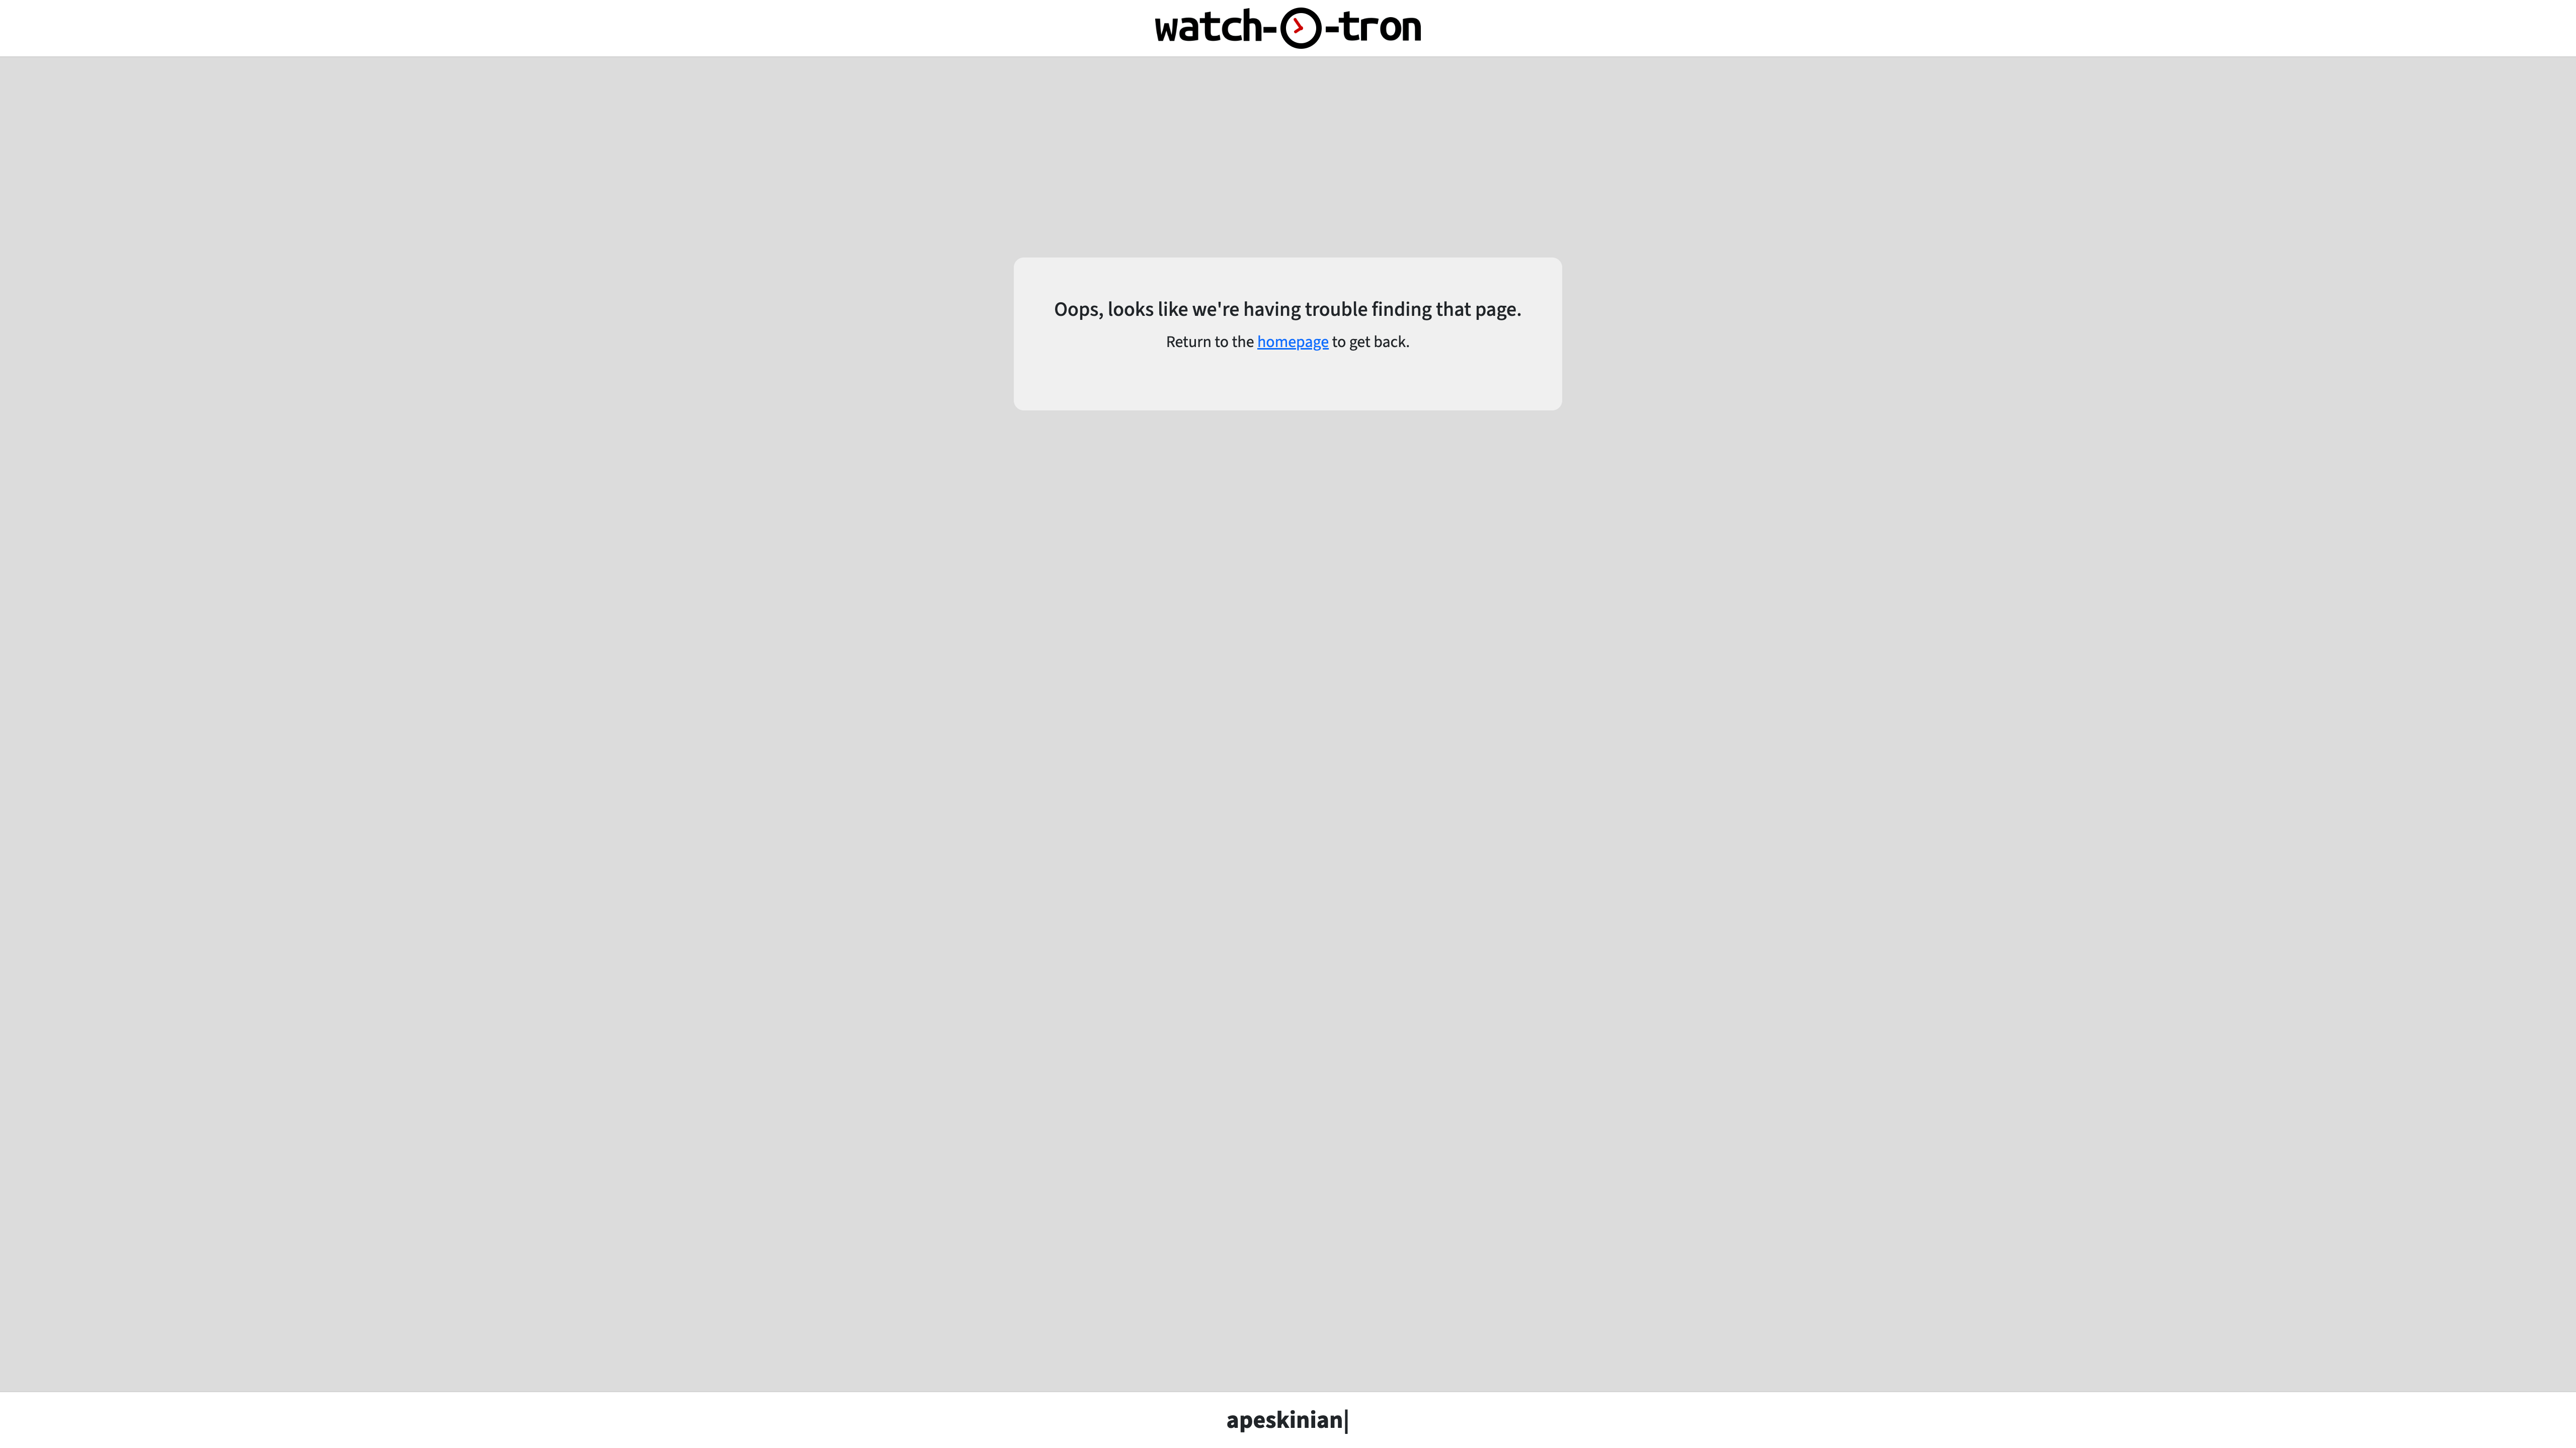 watch-O-tron
Oops, looks like we're having trouble finding that page.
Return to the homepage to get back.
apeskinian|